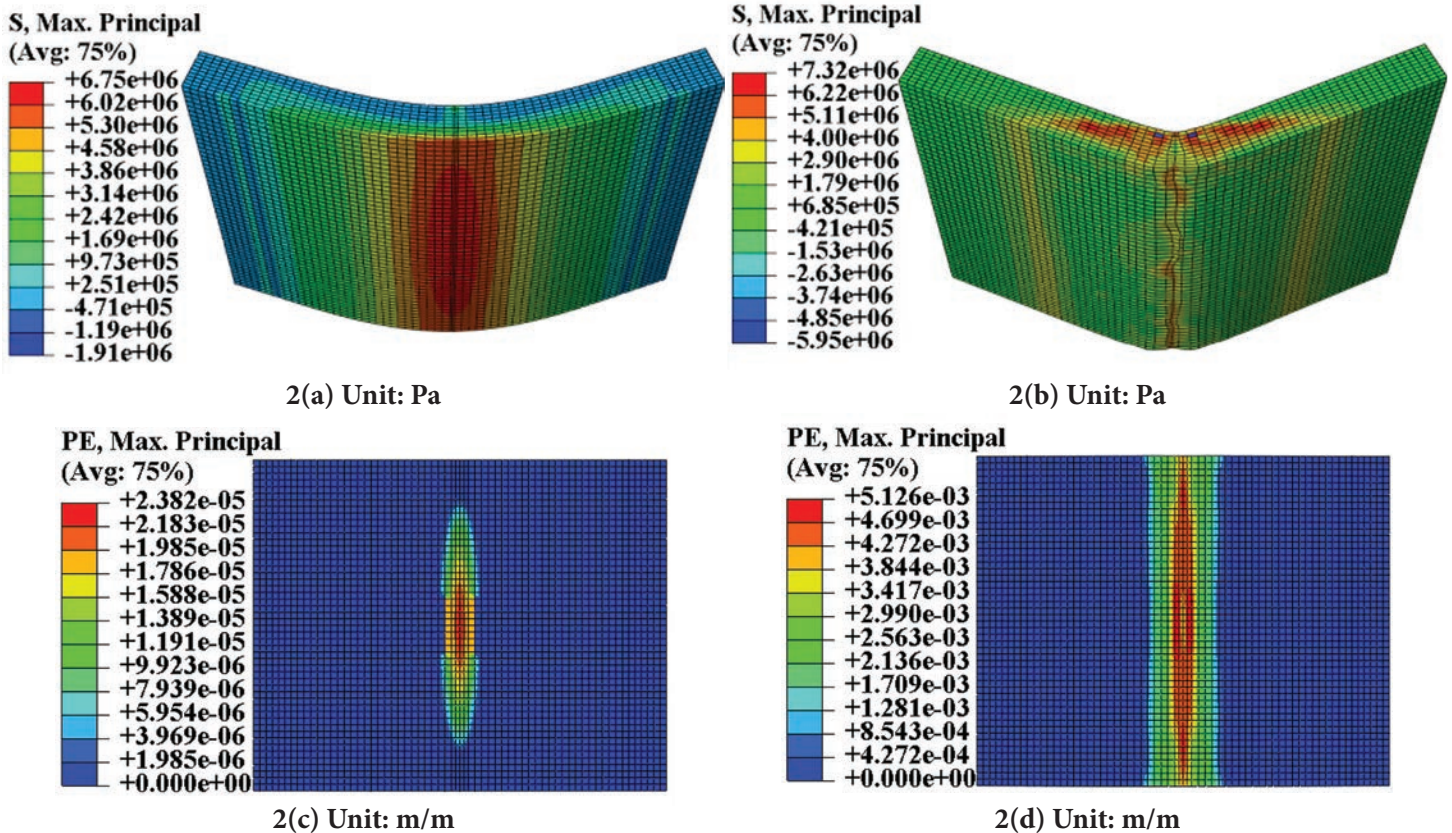 S, Max. Principal
(Avg: 75%)
+6.75e+06
+6.02e+06
+5.30e+06
+4.58e+06
+3.86e+06
+3.14e+06
+2.42e+06
+1.69e+06
+9.73e+05
+2.51e+05
-4.71e+05
-1.19e+06
-1.91e+06
2(a) Unit: Pa
S, Max. Principal
(Avg: 75%)
+7.32e+06
+6.22e+06
+5.11e+06
+4.00e+06
+2.90e+06
+1.79e+06
+6.85e+05
-4.21e+05
-1.53e+06
-2.63e+06
-3.74e+06
-4.85e+06
-5.95e+06
2(b) Unit: Pa
PE, Max. Principal
(Avg: 75%)
+2.382e-05
+2.183e-05
+1.985e-05
+1.786e-05
+1.588e-05
+1.389e-05
+1.191e-05
+9.923e-06
+7.939e-06
+5.954e-06
+3.969e-06
+1.985e-06
+0.000e+00
2(c) Unit: m/m
PE, Max. Principal
(Avg: 75%)
+5.126e-03
+4.699e-03
+4.272e-03
+3.844e-03
+3.417e-03
+2.990e-03
+2.563e-03
+2.136e-03
+1.709e-03
+1.281e-03
+8.543e-04
+4.272e-04
+0.000e+00
2(d) Unit: m/m